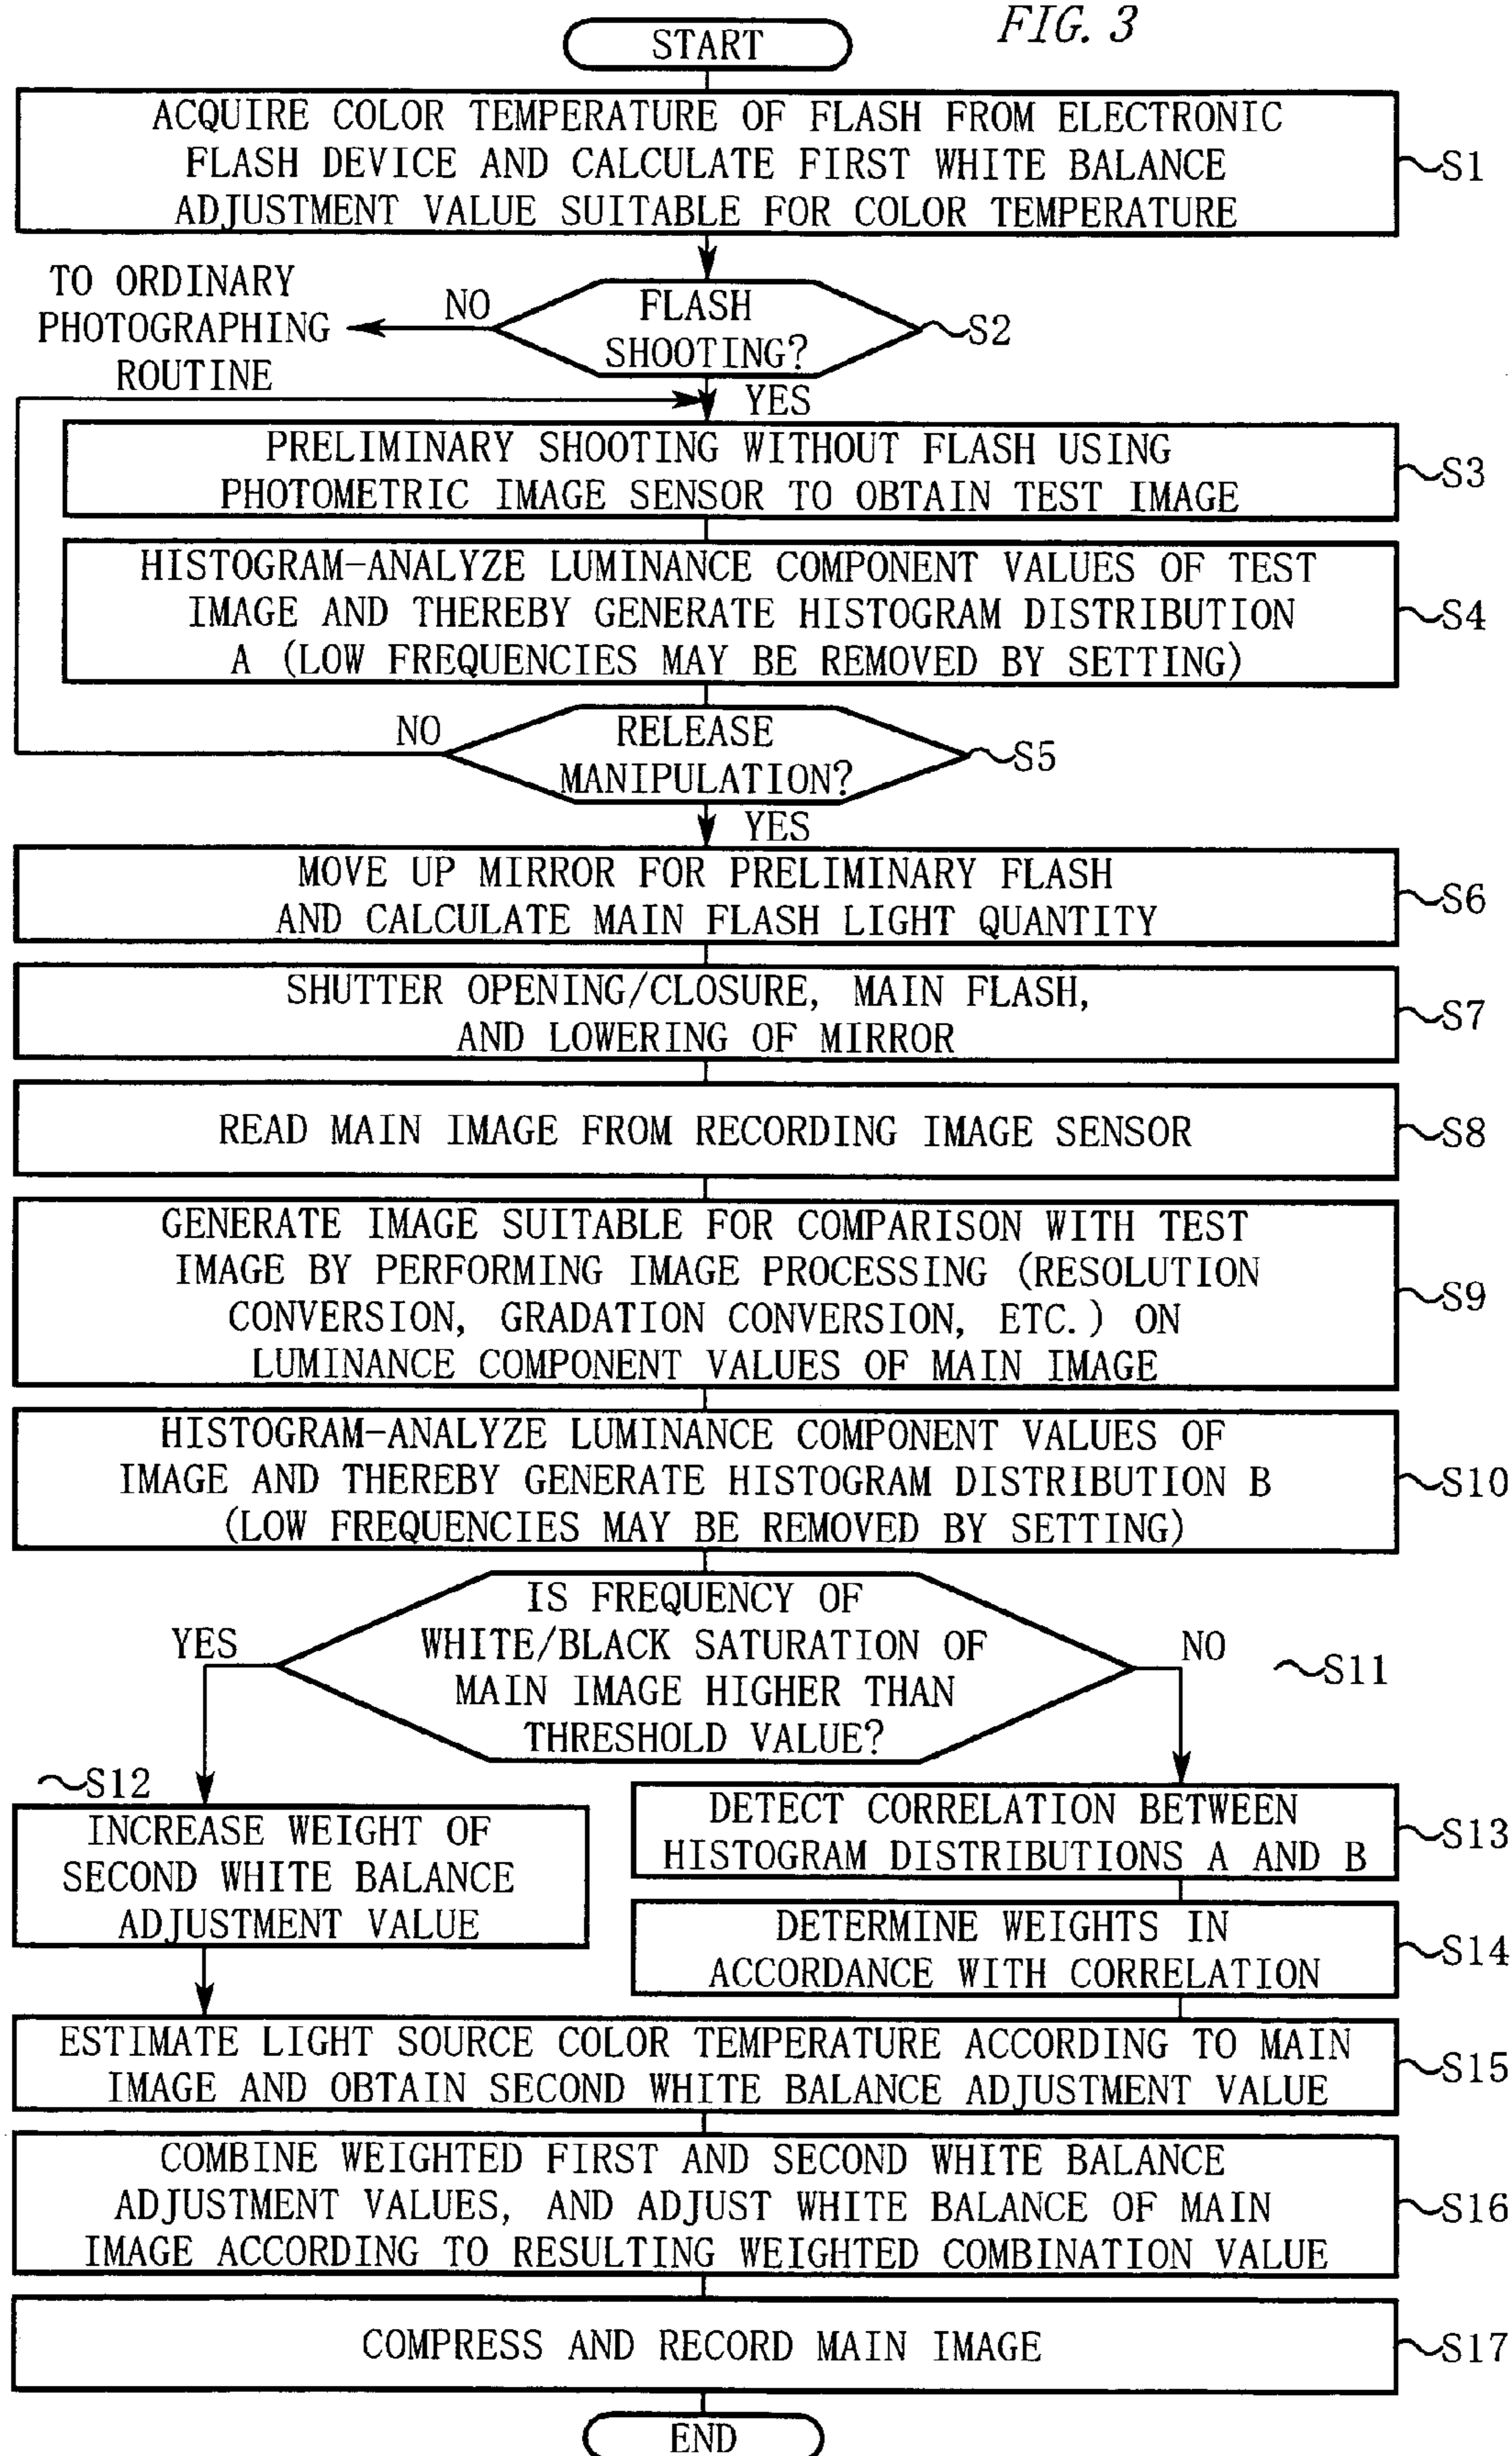 FIG. 3
START
ACQUIRE COLOR TEMPERATURE OF FLASH FROM ELECTRONIC
FLASH DEVICE AND CALCULATE FIRST WHITE BALANCE
ADJUSTMENT VALUE SUITABLE FOR COLOR TEMPERATURE
S1
TO ORDINARY
PHOTOGRAPHING
ROUTINE
NO
FLASH
SHOOTING?
S2
YES
PRELIMINARY SHOOTING WITHOUT FLASH USING
PHOTOMETRIC IMAGE SENSOR TO OBTAIN TEST IMAGE
S3
HISTOGRAM-ANALYZE LUMINANCE COMPONENT VALUES OF TEST
IMAGE AND THEREBY GENERATE HISTOGRAM DISTRIBUTION
A (LOW FREQUENCIES MAY BE REMOVED BY SETTING)
S4
NO
RELEASE
MANIPULATION?
S5
YES
MOVE UP MIRROR FOR PRELIMINARY FLASH
AND CALCULATE MAIN FLASH LIGHT QUANTITY
S6
SHUTTER OPENING/CLOSURE, MAIN FLASH,
AND LOWERING OF MIRROR
S7
READ MAIN IMAGE FROM RECORDING IMAGE SENSOR
S8
GENERATE IMAGE SUITABLE FOR COMPARISON WITH TEST
IMAGE BY PERFORMING IMAGE PROCESSING (RESOLUTION
CONVERSION, GRADATION CONVERSION, ETC.) ON
LUMINANCE COMPONENT VALUES OF MAIN IMAGE
S9
HISTOGRAM-ANALYZE LUMINANCE COMPONENT VALUES OF
IMAGE AND THEREBY GENERATE HISTOGRAM DISTRIBUTION B
(LOW FREQUENCIES MAY BE REMOVED BY SETTING)
S10
YES
IS FREQUENCY OF
WHITE/BLACK SATURATION OF
MAIN IMAGE HIGHER THAN
THRESHOLD VALUE?
NO
S11
S12
INCREASE WEIGHT OF
SECOND WHITE BALANCE
ADJUSTMENT VALUE
DETECT CORRELATION BETWEEN
HISTOGRAM DISTRIBUTIONS A AND B
S13
DETERMINE WEIGHTS IN
ACCORDANCE WITH CORRELATION
S14
ESTIMATE LIGHT SOURCE COLOR TEMPERATURE ACCORDING TO MAIN
IMAGE AND OBTAIN SECOND WHITE BALANCE ADJUSTMENT VALUE
S15
COMBINE WEIGHTED FIRST AND SECOND WHITE BALANCE
ADJUSTMENT VALUES, AND ADJUST WHITE BALANCE OF MAIN
IMAGE ACCORDING TO RESULTING WEIGHTED COMBINATION VALUE
S16
COMPRESS AND RECORD MAIN IMAGE
S17
END